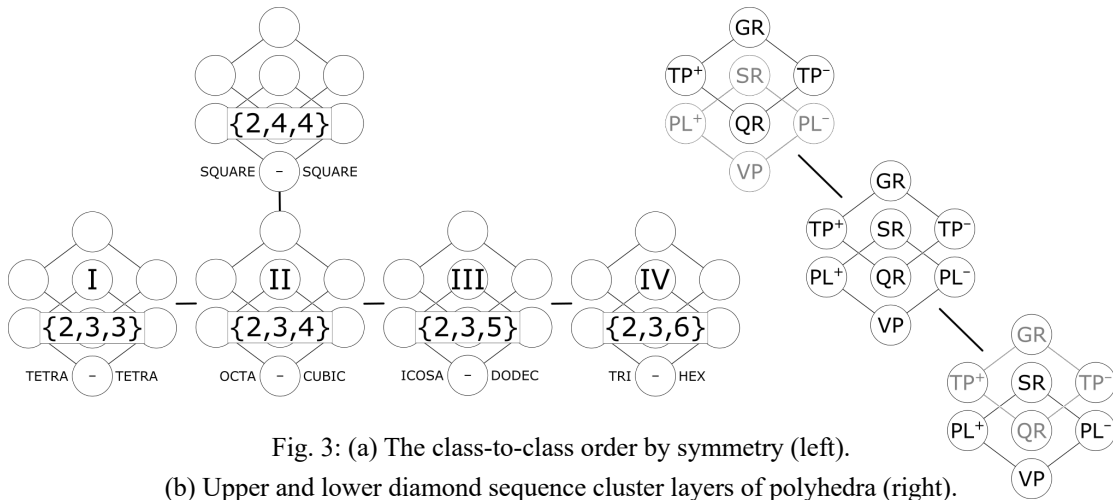 {2,4,4}
SQUARE - SQUARE
I
{2,3,3}
TETRA - TETRA
II
{2,3,4}
OCTA - CUBIC
III
{2,3,5}
ICOSA - DODEC
IV
{2,3,6}
TRI - HEX
GR
TP⁺ SR TP⁻
PL⁺ QR PL⁻
VP
GR
TP⁺ SR TP⁻
PL⁺ QR PL⁻
VP
GR
TP⁺ SR TP⁻
PL⁺ QR PL⁻
VP
Fig. 3: (a) The class-to-class order by symmetry (left).
(b) Upper and lower diamond sequence cluster layers of polyhedra (right).